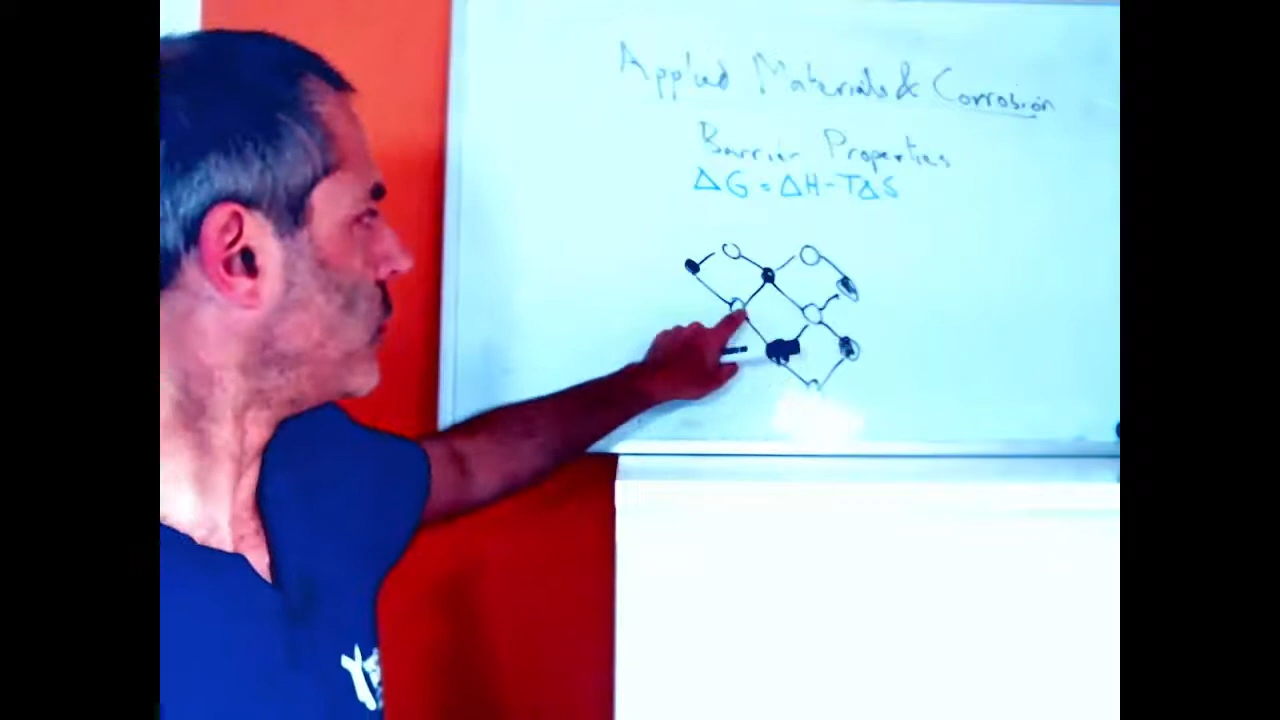 Applied Materials & Corrosion
Barrier Properties
ΔG = ΔH - TΔS